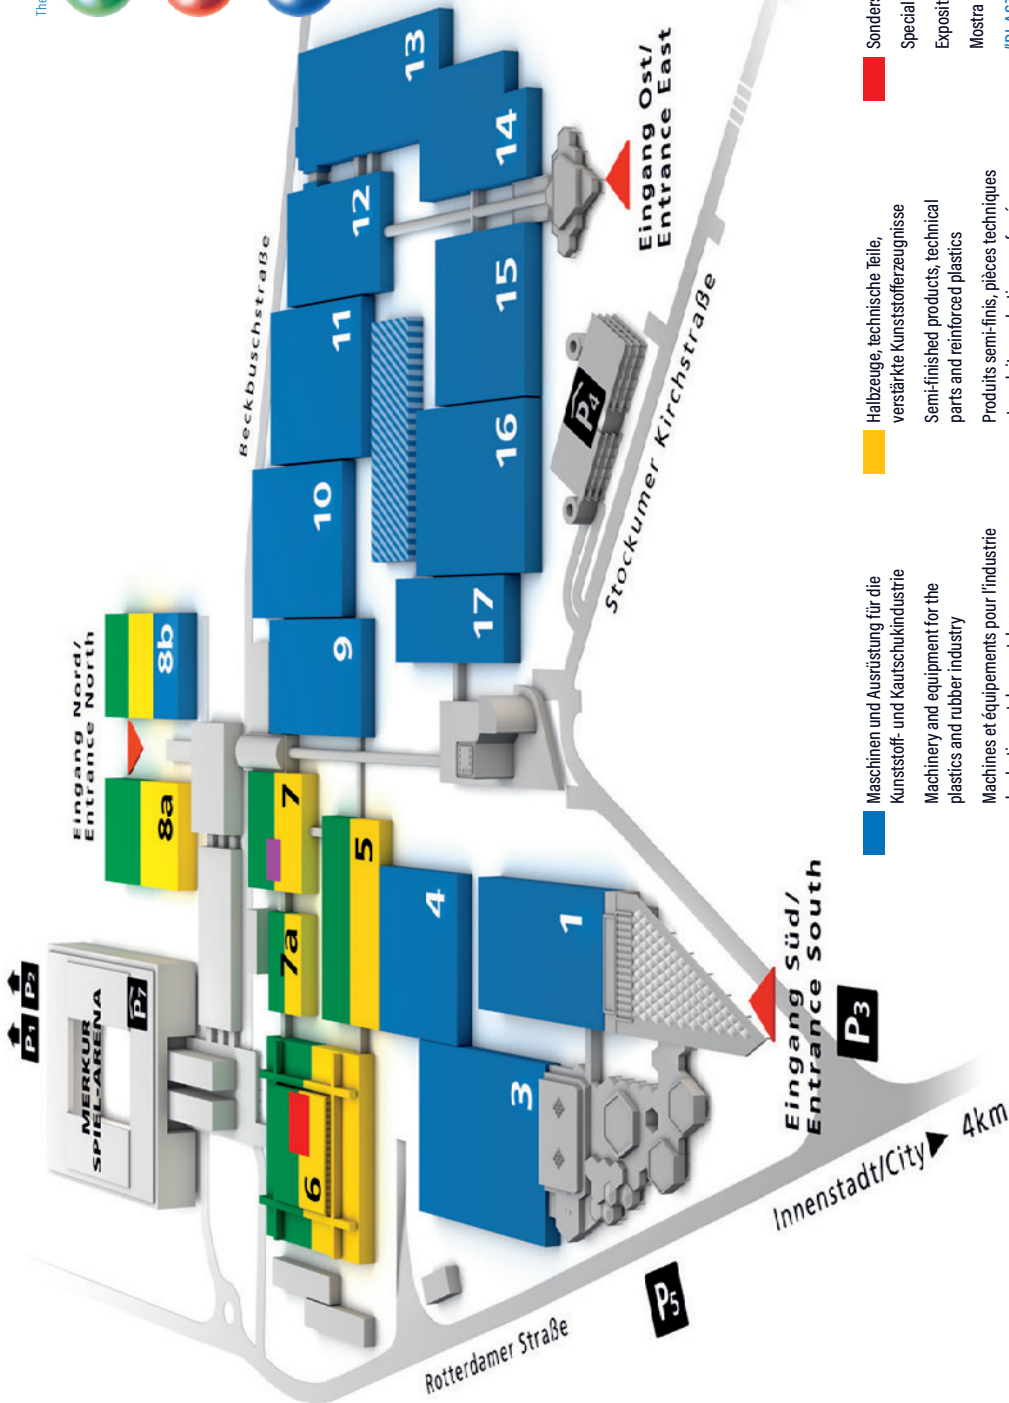 The
Beckbuschstraße
13
14
12
11
15
10
16
9
17
Eingang Ost/
Entrance East
P4
Stockumer Kirchstraße
Eingang Nord/
Entrance North
8b
8a
7
7a
5
4
6
3
1
P1
P2
MERKUR
SPIEL-ARENA
P7
Eingang Süd/
Entrance South
P3
Innenstadt/City
4km
P5
Rotterdamer Straße
Maschinen und Ausrüstung für die
Kunststoff- und Kautschukindustrie
Machinery and equipment for the
plastics and rubber industry
Machines et équipements pour l'industrie
Halbzeuge, technische Teile,
verstärkte Kunststofferzeugnisse
Semi-finished products, technical
parts and reinforced plastics
Produits semi-finis, pièces techniques
Sonders
Special
Exposit
Mostra